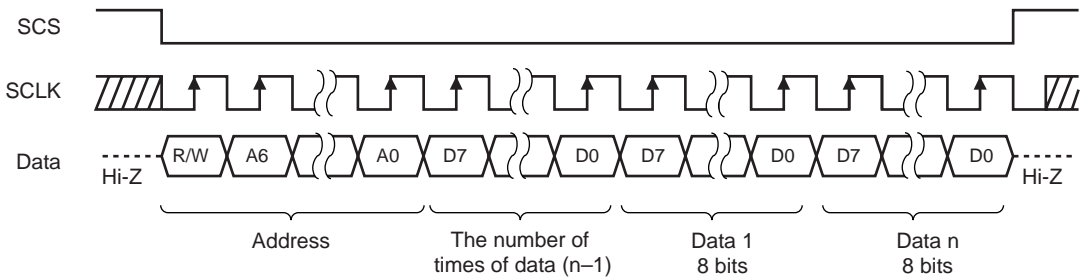 SCS
SCLK
Data
Hi-Z
R/W A6 A0 D7 D0 D7 D0 D7 D0
Hi-Z
Address
The number of
times of data (n–1)
Data 1
8 bits
Data n
8 bits